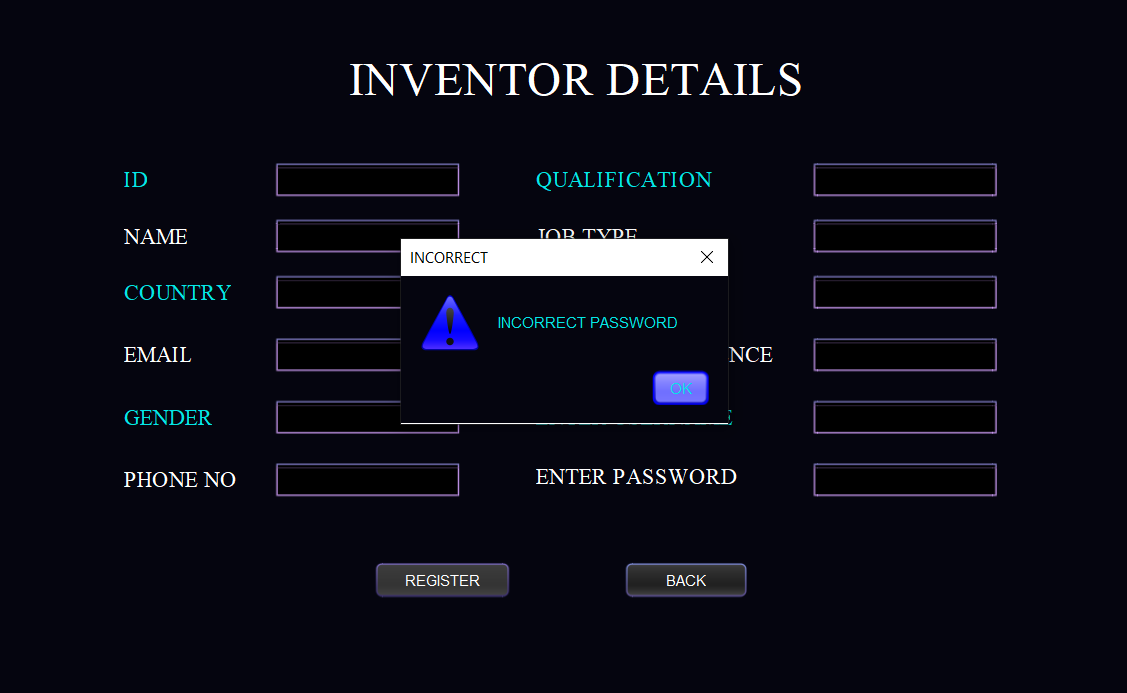 INVENTOR DETAILS
ID
QUALIFICATION
NAME
JOB TYPE
COUNTRY
EMAIL
NCE
GENDER
PHONE NO
ENTER PASSWORD
INCORRECT
INCORRECT PASSWORD
OK
REGISTER
BACK